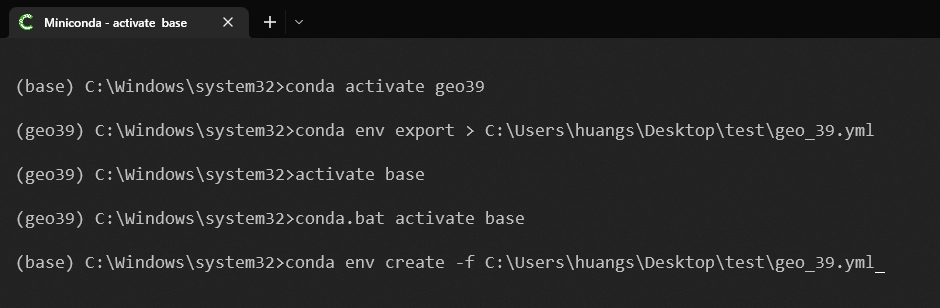 Miniconda - activate base
(base) C:\Windows\system32>conda activate geo39
(geo39) C:\Windows\system32>conda env export > C:\Users\huangs\Desktop\test\geo_39.yml
(geo39) C:\Windows\system32>activate base
(geo39) C:\Windows\system32>conda.bat activate base
(base) C:\Windows\system32>conda env create -f C:\Users\huangs\Desktop\test\geo_39.yml_